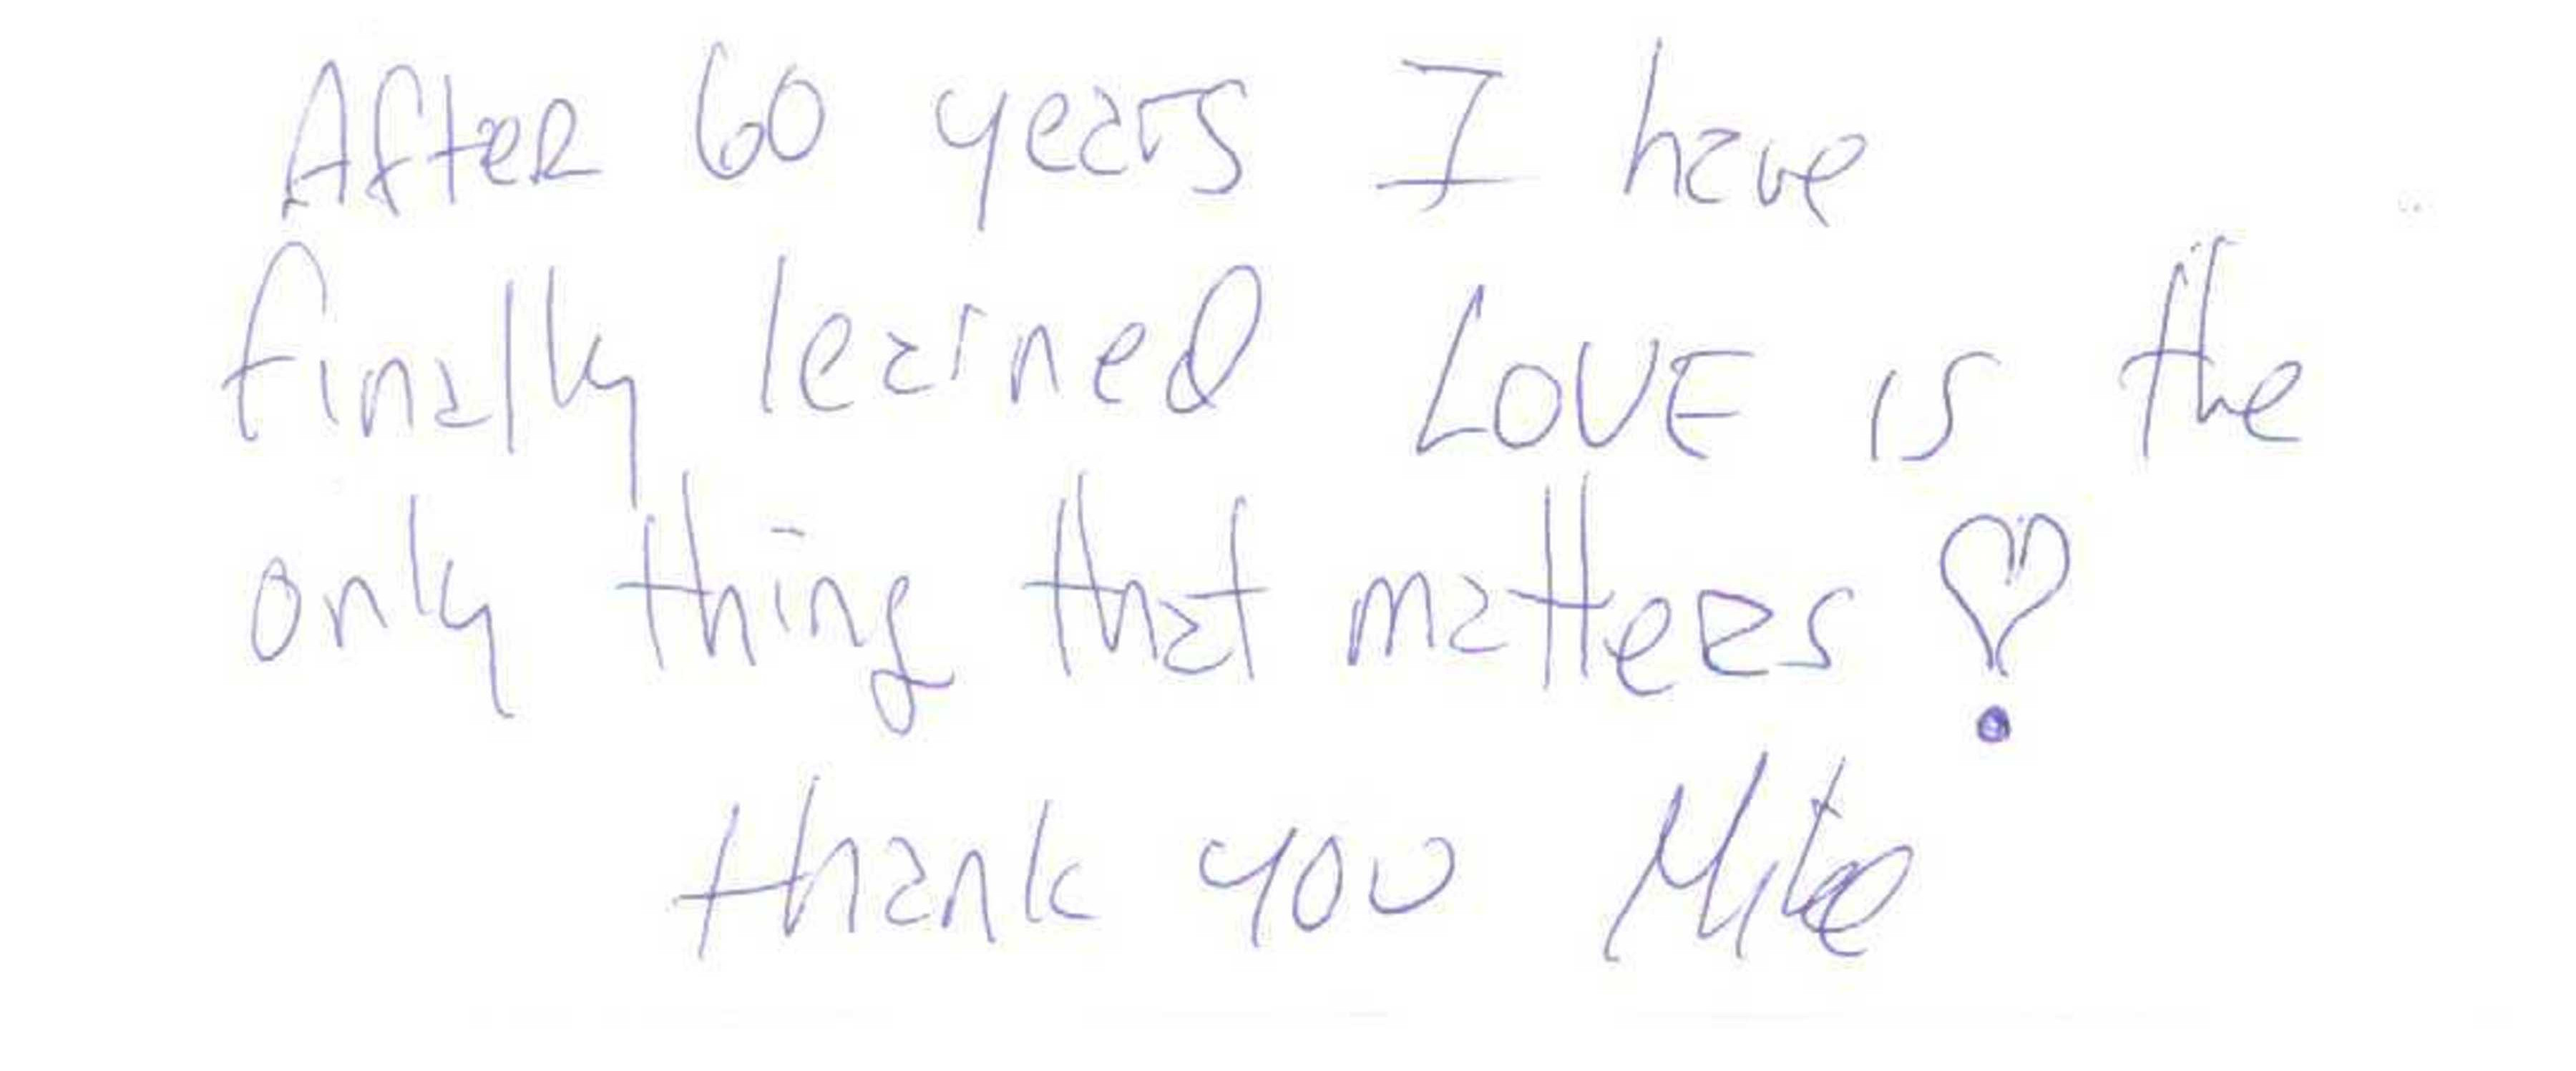 After 60 years I have
finally learned LOVE is the
only thing that matters
thank you Mike